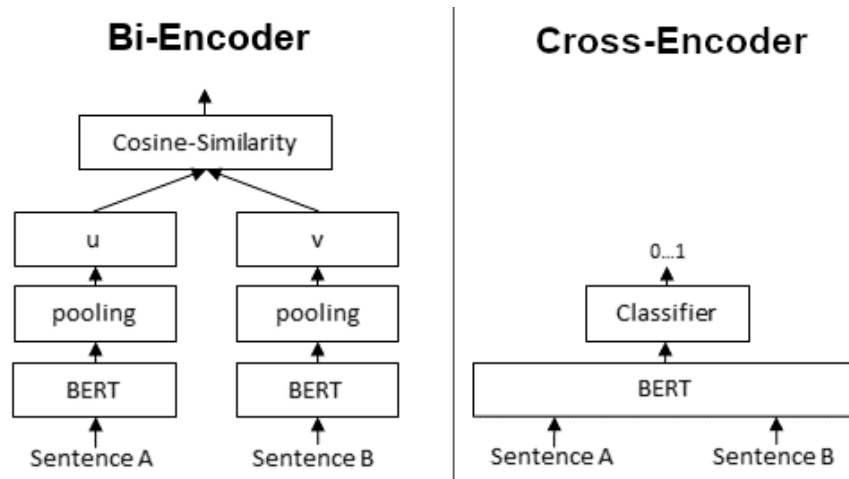 Bi-Encoder
Cosine-Similarity
u
v
pooling
pooling
BERT
BERT
Sentence A
Sentence B
Cross-Encoder
0...1
Classifier
BERT
Sentence A
Sentence B